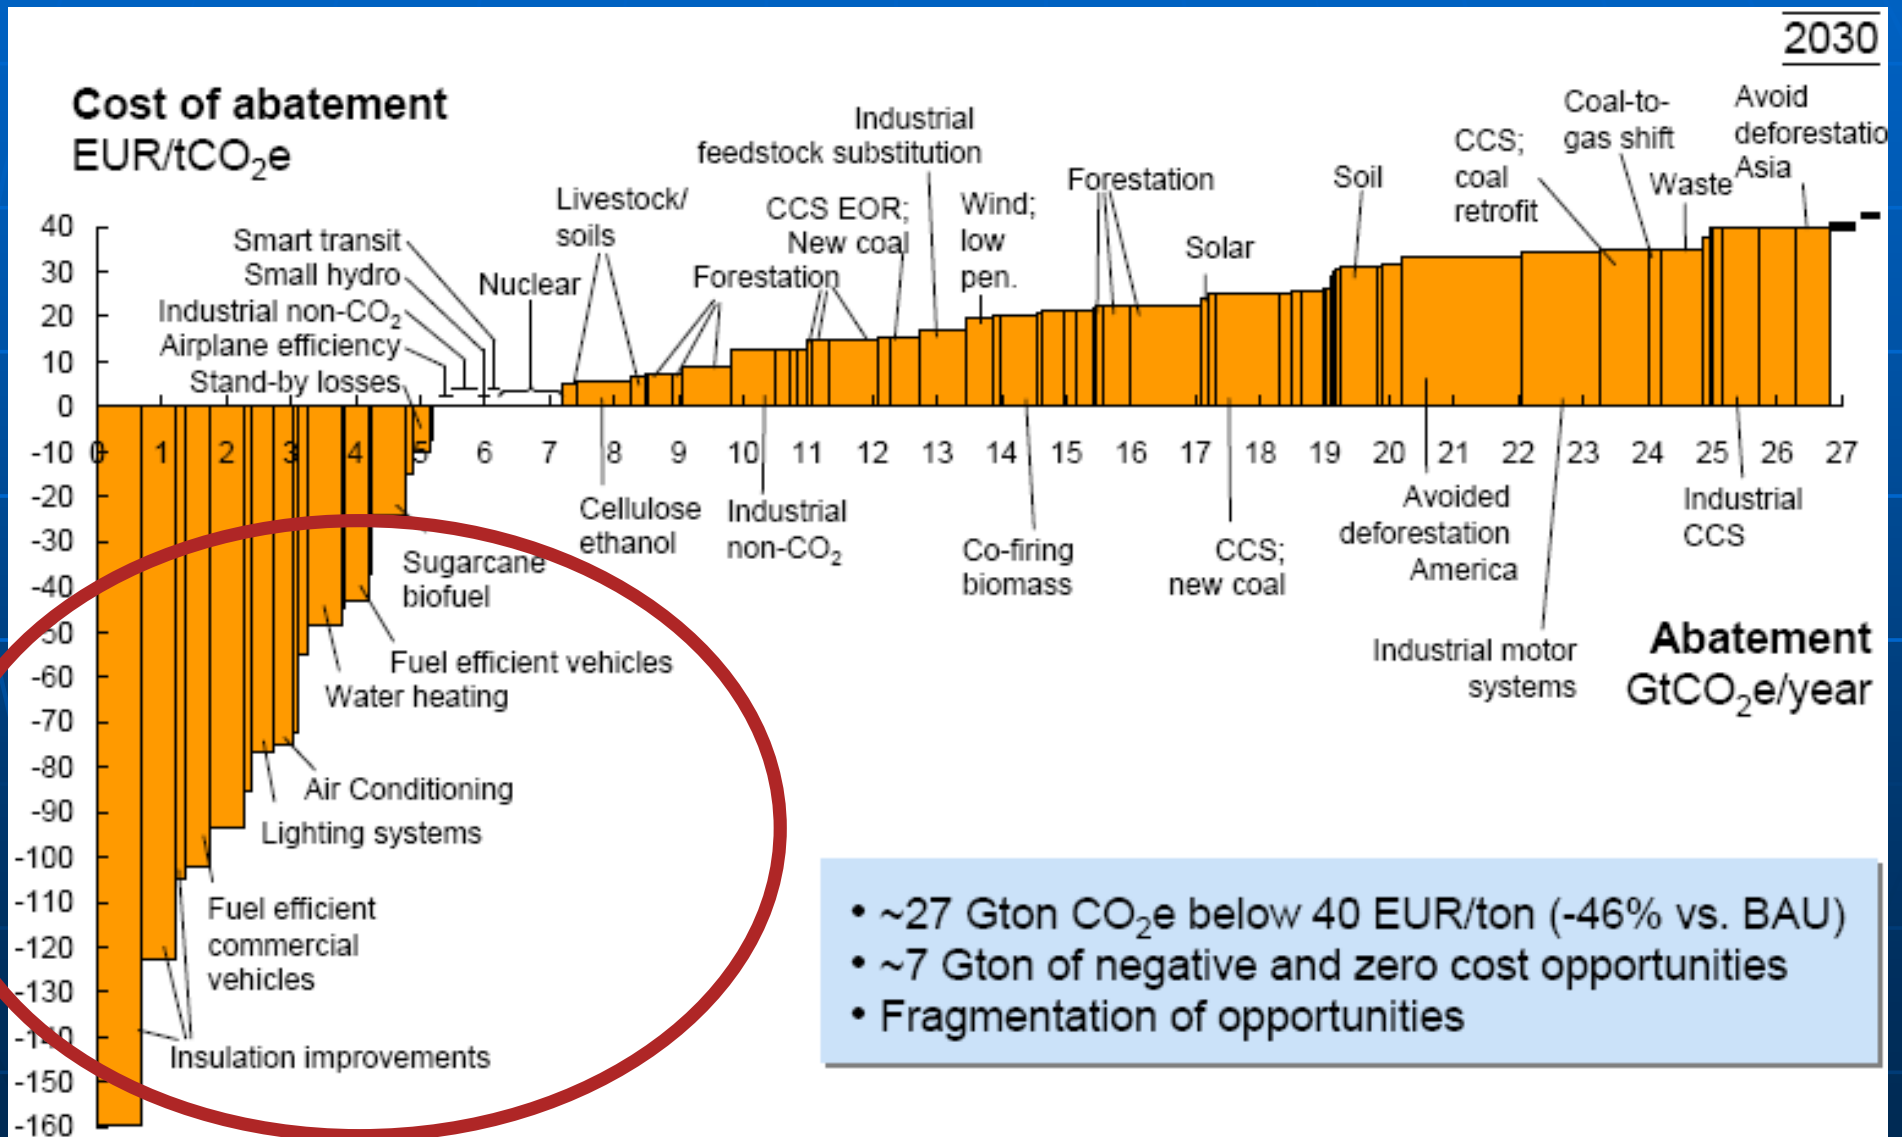 2030
Cost of abatement
EUR/tCO₂e
Industrial
feedstock substitution
Coal-to-
gas shift
Avoid
deforestatio
Asia
CCS;
coal
retrofit
Waste
Livestock/
soils
CCS EOR;
New coal
Wind;
low
pen.
Forestation
Soil
Solar
Smart transit
Small hydro
Industrial non-CO₂
Airplane efficiency
Stand-by losses
Nuclear
Forestation
40
30
20
10
0
-10
-20
-30
-40
-50
-60
-70
-80
-90
-100
-110
-120
-130
-140
-150
-160
0 1 2 3 4 5 6 7 8 9 10 11 12 13 14 15 16 17 18 19 20 21 22 23 24 25 26 27
Cellulose
ethanol
Industrial
non-CO₂
Co-firing
biomass
CCS;
new coal
Avoided
deforestation
America
Industrial
CCS
Industrial motor
systems
Abatement
GtCO₂e/year
Sugarcane
biofuel
Fuel efficient vehicles
Water heating
Air Conditioning
Lighting systems
Fuel efficient
commercial
vehicles
Insulation improvements
• ~27 Gton CO₂e below 40 EUR/ton (-46% vs. BAU)
• ~7 Gton of negative and zero cost opportunities
• Fragmentation of opportunities